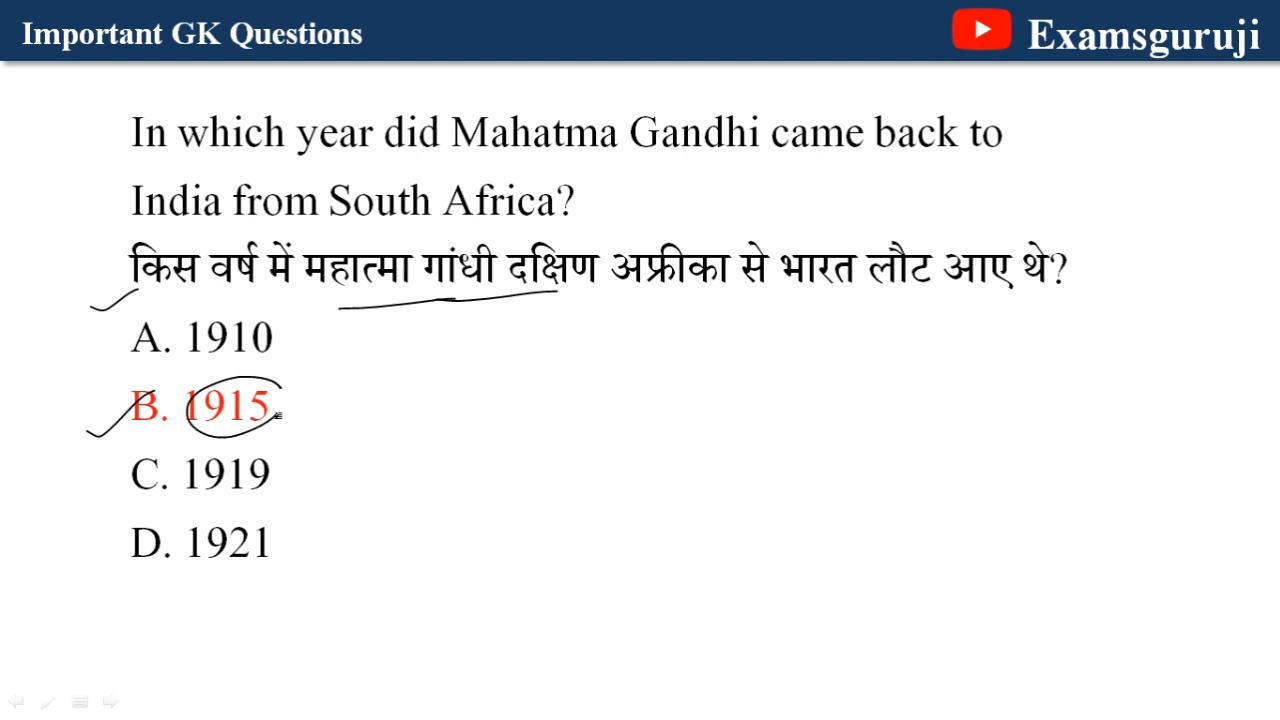 Important GK Questions
Examsguruji
In which year did Mahatma Gandhi came back to
India from South Africa?
किस वर्ष में महात्मा गांधी दक्षिण अफ्रीका से भारत लौट आए थे?
A. 1910
B. 1915
C. 1919
D. 1921